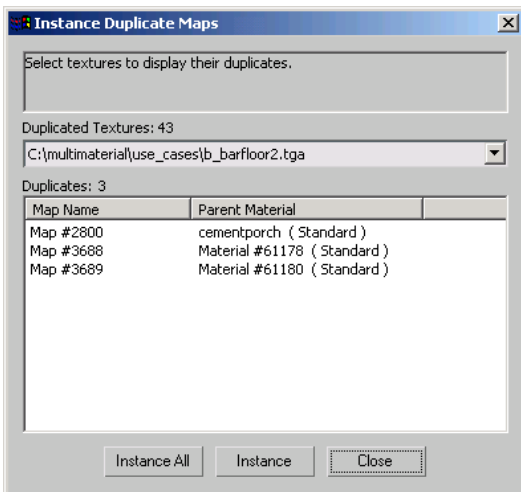 Instance Duplicate Maps
Select textures to display their duplicates.
Duplicated Textures: 43
C:\multimaterial\use_cases\b_barfloor2.tga
Duplicates: 3
Map Name Parent Material
Map #2800 cementporch ( Standard )
Map #3688 Material #61178 ( Standard )
Map #3689 Material #61180 ( Standard )
Instance All Instance Close